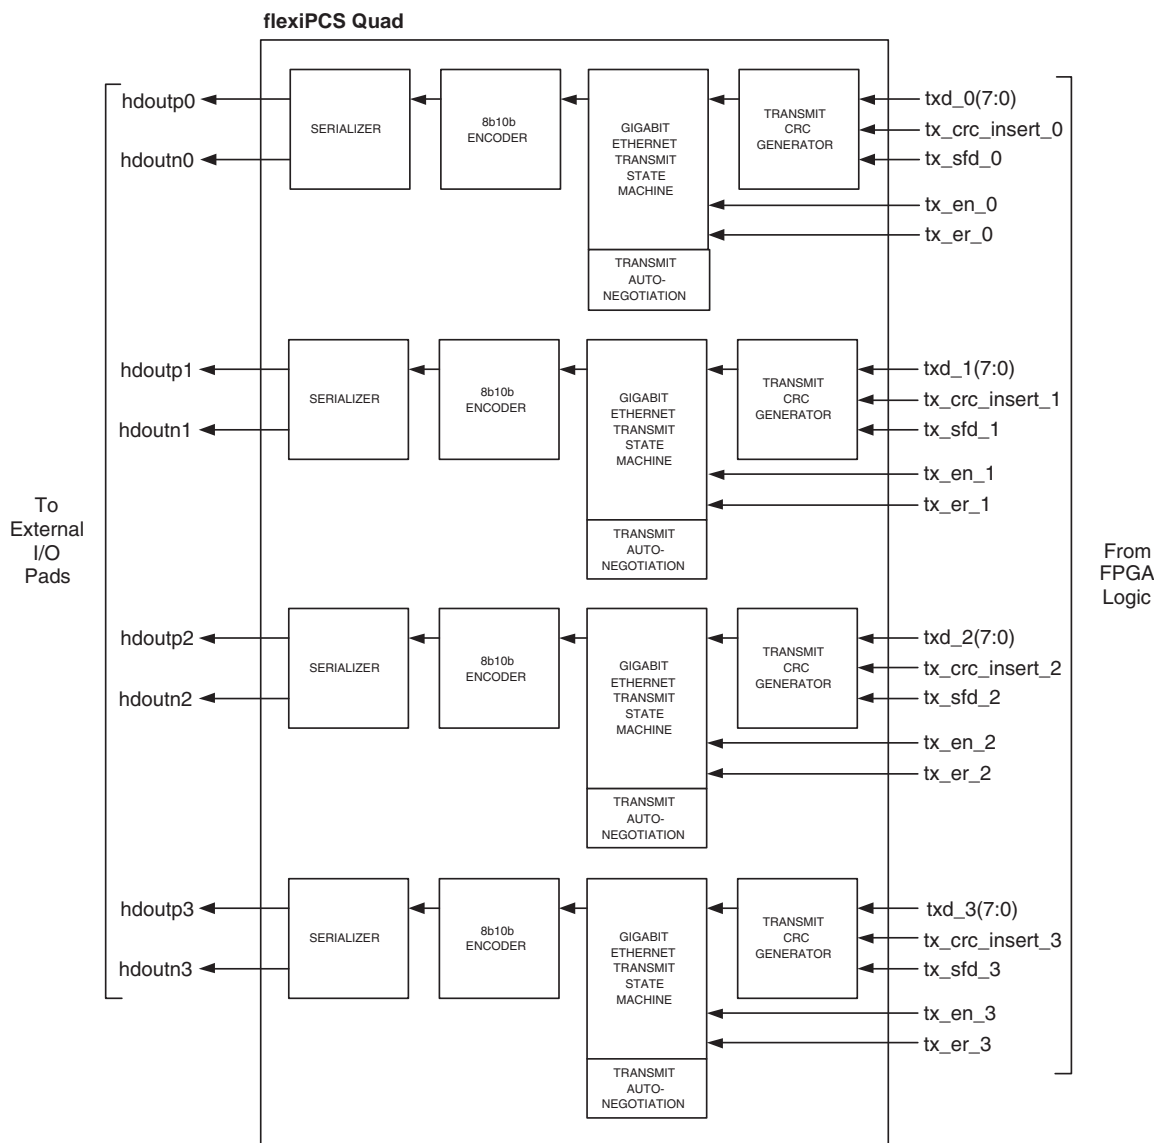 flexiPCS Quad
hdoutp0
hdoutn0
SERIALIZER
8b10b
ENCODER
GIGABIT
ETHERNET
TRANSMIT
STATE
MACHINE
TRANSMIT
AUTO-
NEGOTIATION
TRANSMIT
CRC
GENERATOR
txd_0(7:0)
tx_crc_insert_0
tx_sfd_0
tx_en_0
tx_er_0
hdoutp1
hdoutn1
SERIALIZER
8b10b
ENCODER
GIGABIT
ETHERNET
TRANSMIT
STATE
MACHINE
TRANSMIT
AUTO-
NEGOTIATION
TRANSMIT
CRC
GENERATOR
txd_1(7:0)
tx_crc_insert_1
tx_sfd_1
tx_en_1
tx_er_1
To
External
I/O
Pads
From
FPGA
Logic
hdoutp2
hdoutn2
SERIALIZER
8b10b
ENCODER
GIGABIT
ETHERNET
TRANSMIT
STATE
MACHINE
TRANSMIT
AUTO-
NEGOTIATION
TRANSMIT
CRC
GENERATOR
txd_2(7:0)
tx_crc_insert_2
tx_sfd_2
tx_en_2
tx_er_2
hdoutp3
hdoutn3
SERIALIZER
8b10b
ENCODER
GIGABIT
ETHERNET
TRANSMIT
STATE
MACHINE
TRANSMIT
AUTO-
NEGOTIATION
TRANSMIT
CRC
GENERATOR
txd_3(7:0)
tx_crc_insert_3
tx_sfd_3
tx_en_3
tx_er_3